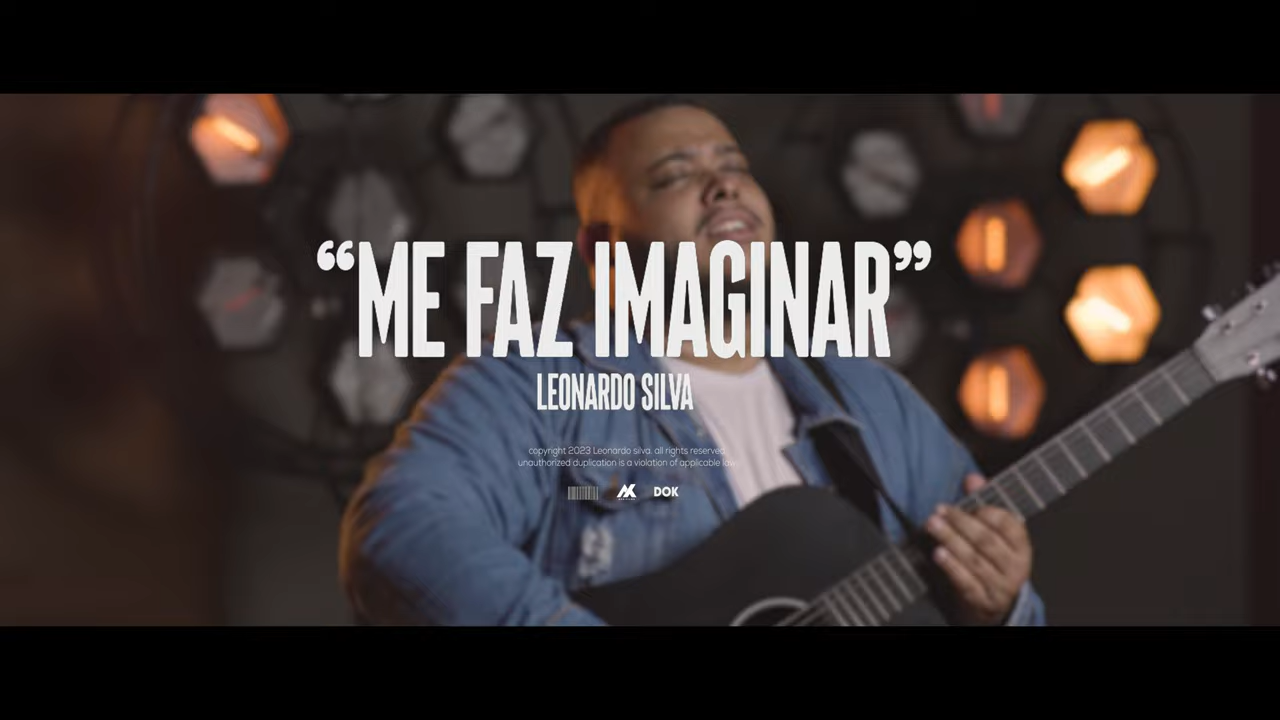 “ME FAZ IMAGINAR”
LEONARDO SILVA
copyright 2023 Leonardo silva. all rights reserved.
unauthorized duplication is a violation of applicable laws
DOK